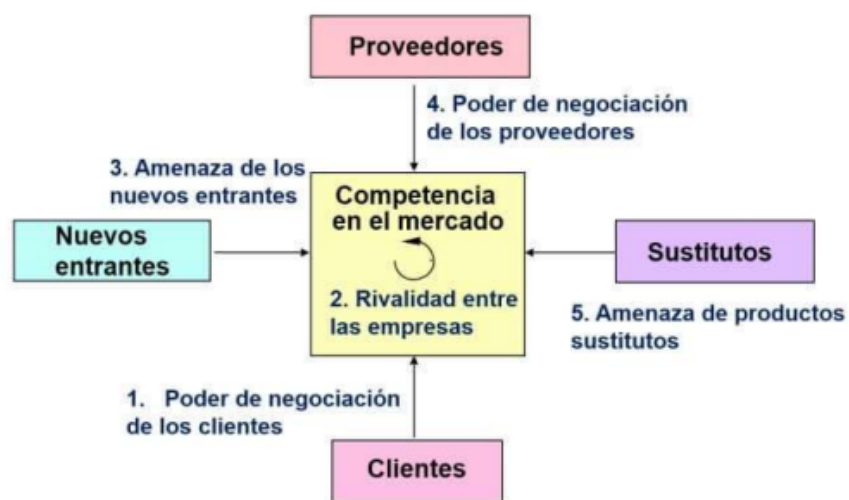 Proveedores
4. Poder de negociación
de los proveedores
3. Amenaza de los
nuevos entrantes
Competencia
en el mercado
Nuevos
entrantes
Sustitutos
2. Rivalidad entre
las empresas
5. Amenaza de productos
sustitutos
1. Poder de negociación
de los clientes
Clientes